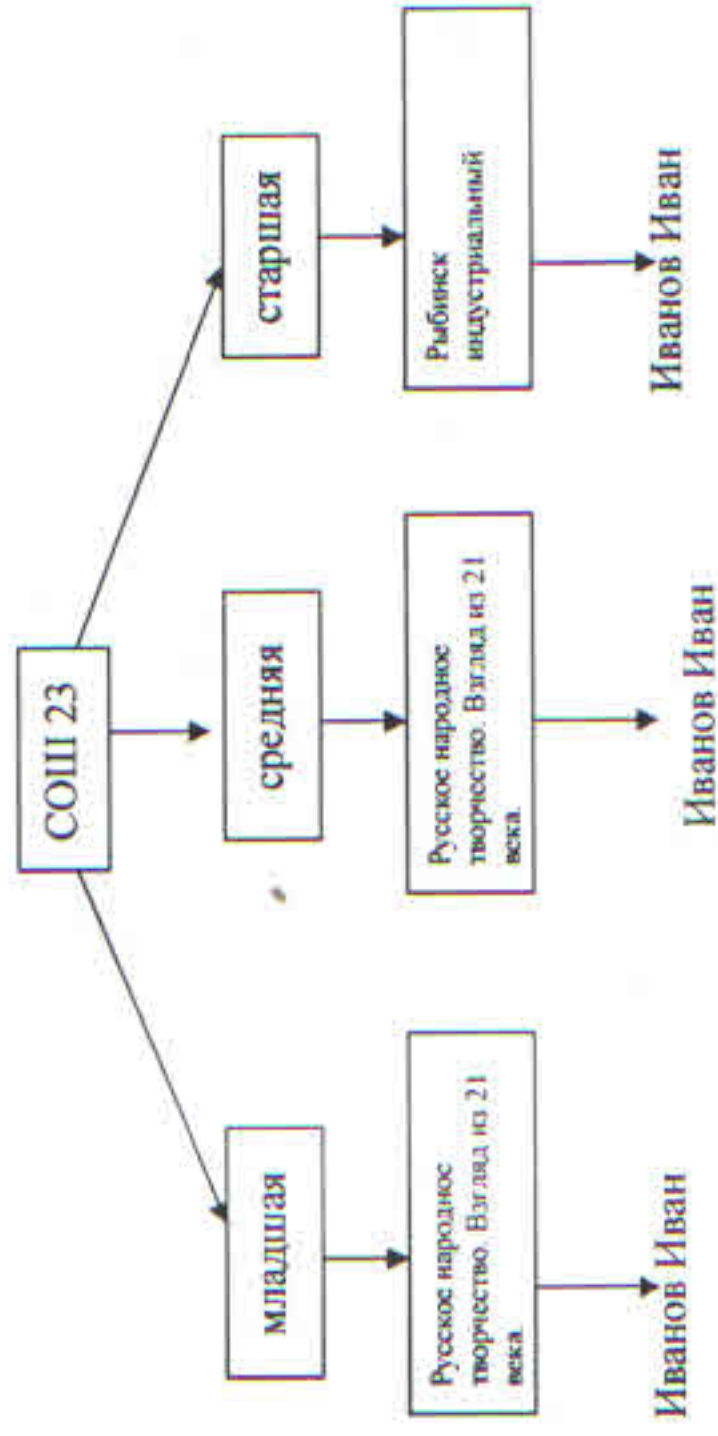 СОШ 23
младшая
средняя
старшая
Русское народное
творчество. Взгляд из 21
века.
Русское народное
творчество. Взгляд из 21
века.
Рыбинск
индустриальный
Иванов Иван
Иванов Иван
Иванов Иван